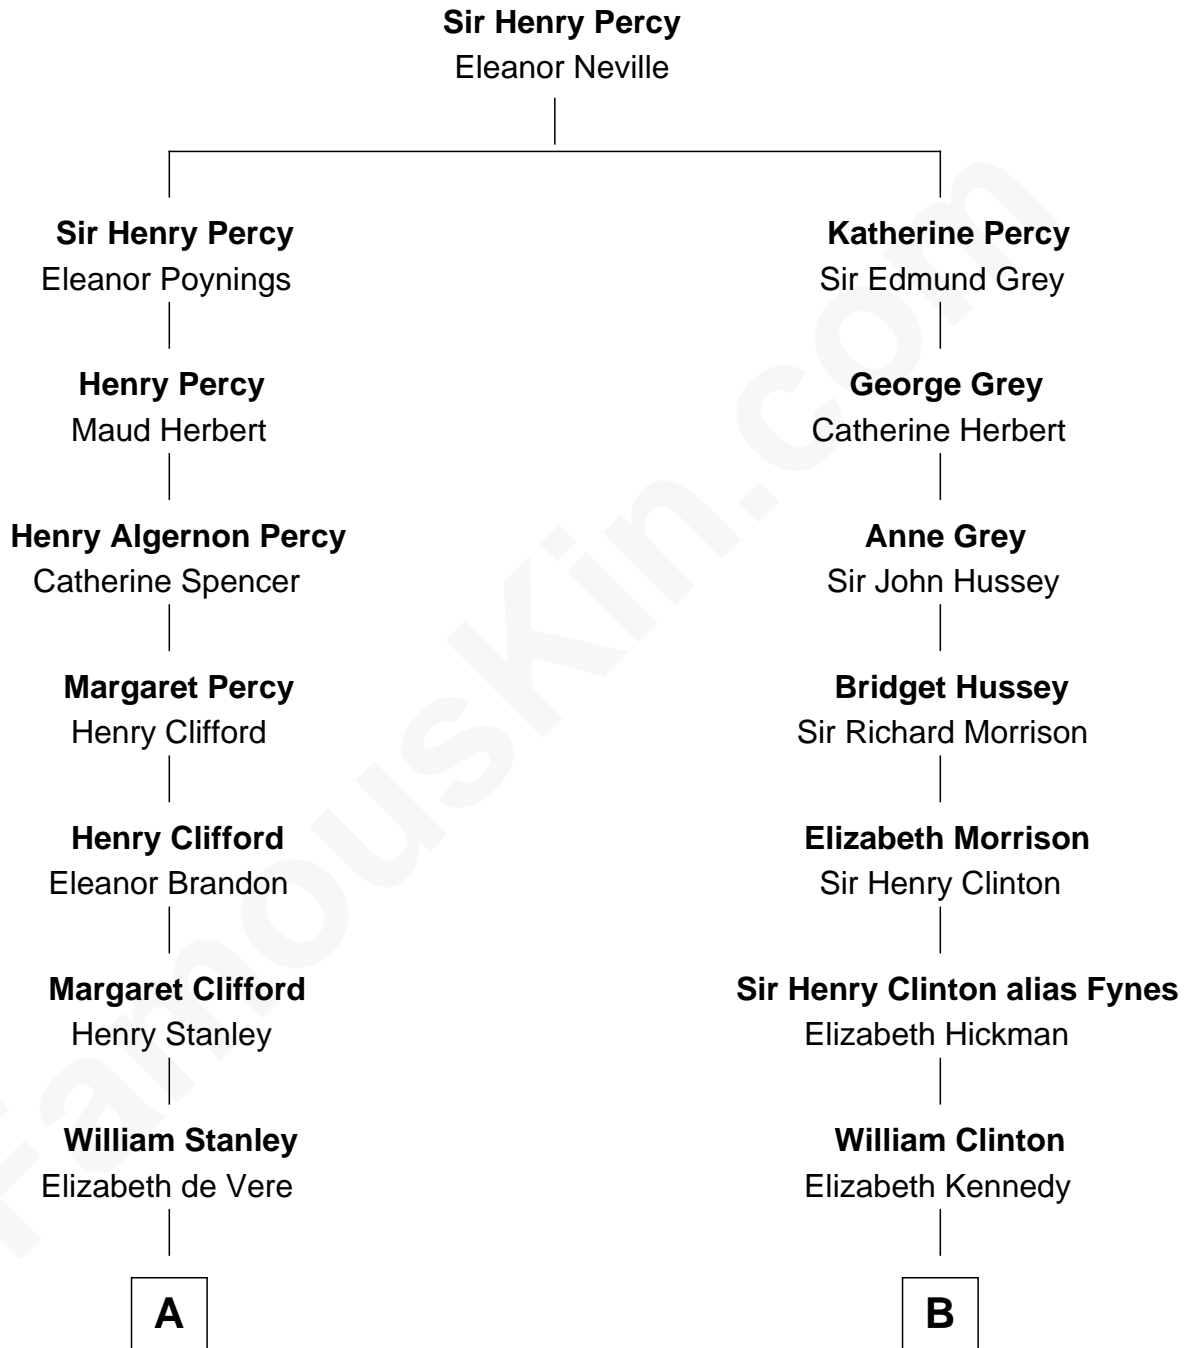 Sir Henry Percy
Eleanor Neville
Sir Henry Percy
Eleanor Poynings
Katherine Percy
Sir Edmund Grey
Henry Percy
Maud Herbert
George Grey
Catherine Herbert
Henry Algernon Percy
Catherine Spencer
Anne Grey
Sir John Hussey
Margaret Percy
Henry Clifford
Bridget Hussey
Sir Richard Morrison
Henry Clifford
Eleanor Brandon
Elizabeth Morrison
Sir Henry Clinton
Margaret Clifford
Henry Stanley
Sir Henry Clinton alias Fynes
Elizabeth Hickman
William Stanley
Elizabeth de Vere
William Clinton
Elizabeth Kennedy
A
B
FamousKin.com